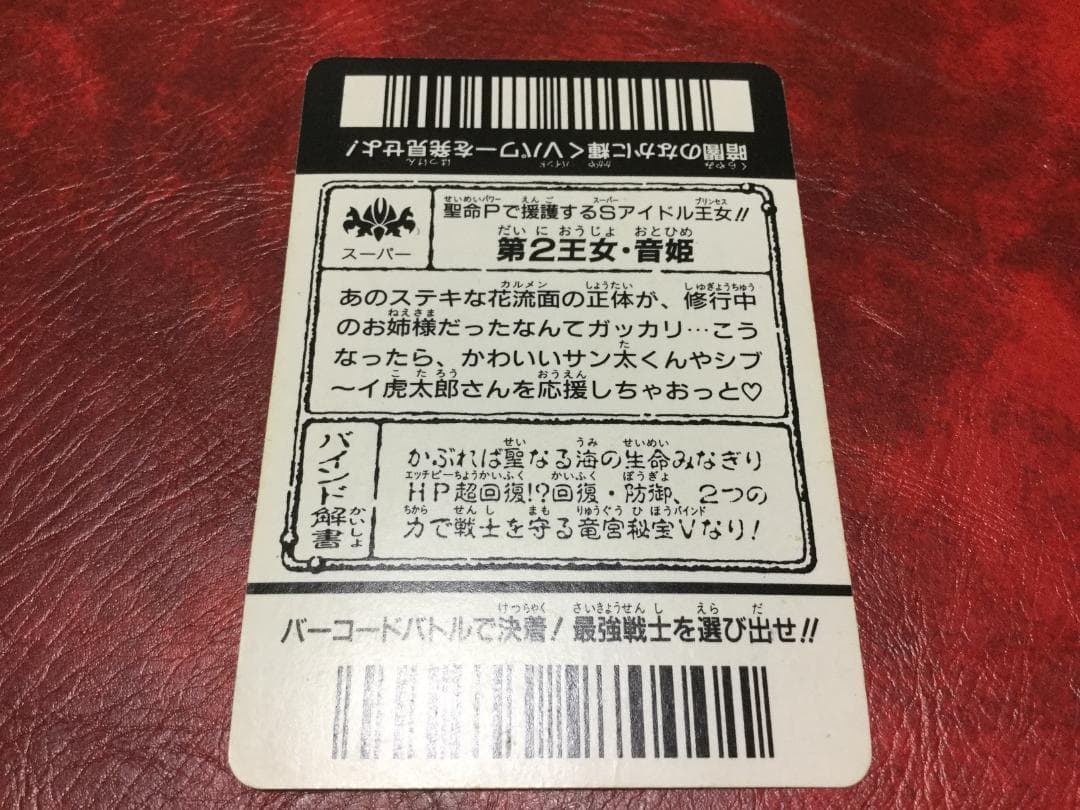 暗闇のなかに輝くVパワーを発見せよ!
聖命Pで援護するSアイドル王女!!
第2王女・音姫
スーパー
あのステキな花流面の正体が、修行中
のお姉様だったなんてガッカリ…こう
なったら、かわいいサン太くんやシブ
～イ虎太郎さんを応援しちゃおっと♡
バインド解書
かぶれば聖なる海の生命みなぎり
HP超回復!?回復・防御、2つの
力で戦士を守る竜宮秘宝Vなり!
バーコードバトルで決着!最強戦士を選び出せ!!